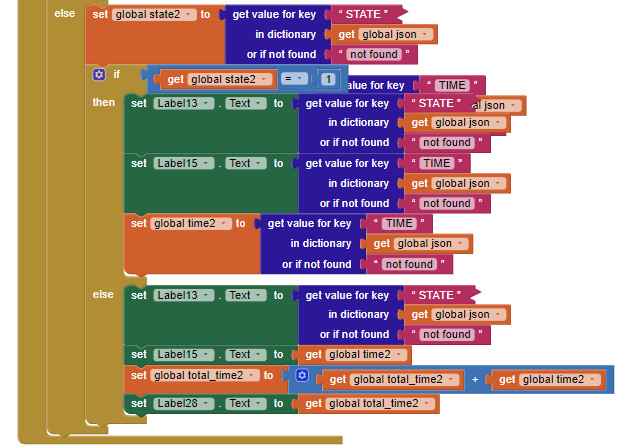 else set global state2 to get value for key " STATE "
in dictionary get global json
or if not found " not found "
if get global state2 = 1
alue for key " TIME "
al json
then set Label13 . Text to get value for key " STATE "
in dictionary get global json
or if not found " not found "
set Label15 . Text to get value for key " TIME "
in dictionary get global json
or if not found " not found "
set global time2 to get value for key " TIME "
in dictionary get global json
or if not found " not found "
else set Label13 . Text to get value for key " STATE "
in dictionary get global json
or if not found " not found "
set Label15 . Text to get global time2
set global total_time2 to get global total_time2 + get global time2
set Label28 . Text to get global total_time2